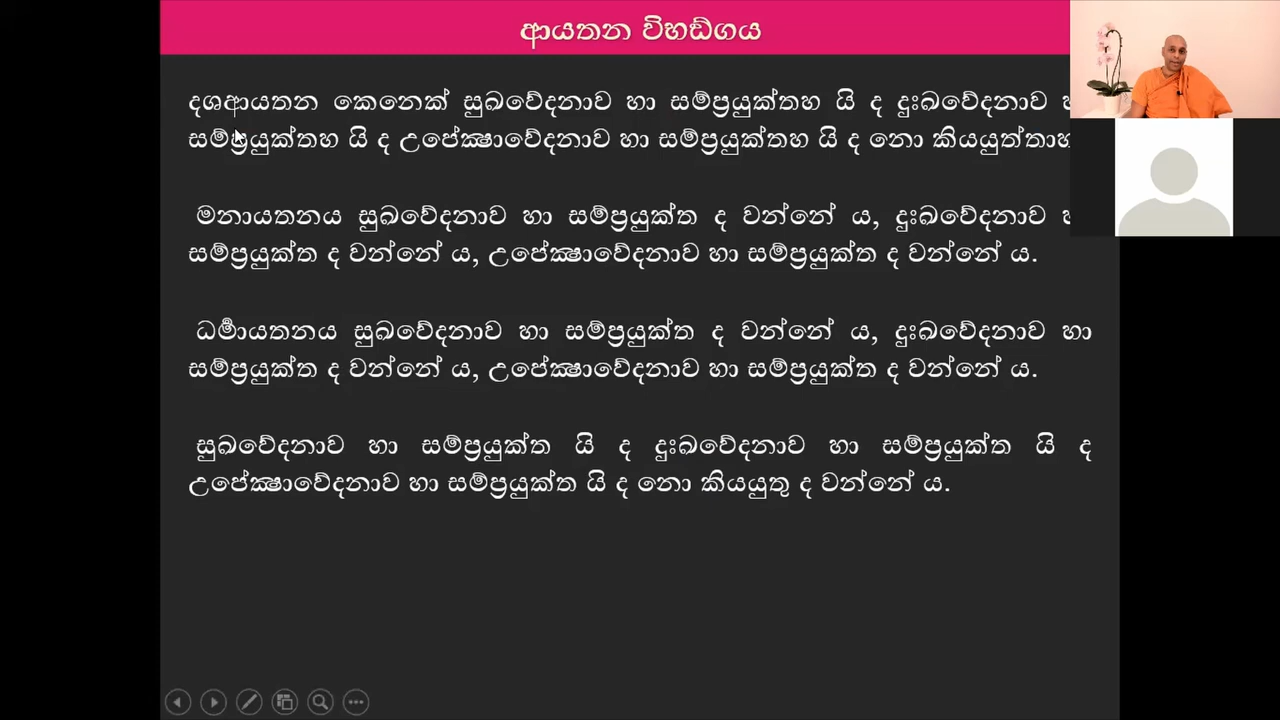 ආයතන විභඞ්ගය
දශආයතන කෙනෙක් සුඛවේදනාව හා සම්ප්‍රයුක්තහ යි ද දුඃඛවේදනාව
සම්ප්‍රයුක්තහ යි ද උපේක්‍ෂාවේදනාව හා සම්ප්‍රයුක්තහ යි ද නො කියයුත්තාහ
මනායතනය සුඛවේදනාව හා සම්ප්‍රයුක්ත ද වන්නේ ය, දුඃඛවේදනාව
සම්ප්‍රයුක්ත ද වන්නේ ය, උපේක්‍ෂාවේදනාව හා සම්ප්‍රයුක්ත ද වන්නේ ය.
ධර්‍මායතනය සුඛවේදනාව හා සම්ප්‍රයුක්ත ද වන්නේ ය, දුඃඛවේදනාව හා
සම්ප්‍රයුක්ත ද වන්නේ ය, උපේක්‍ෂාවේදනාව හා සම්ප්‍රයුක්ත ද වන්නේ ය.
සුඛවේදනාව හා සම්ප්‍රයුක්ත යි ද දුඃඛවේදනාව හා සම්ප්‍රයුක්ත යි ද
උපේක්‍ෂාවේදනාව හා සම්ප්‍රයුක්ත යි ද නො කියයුතු ද වන්නේ ය.